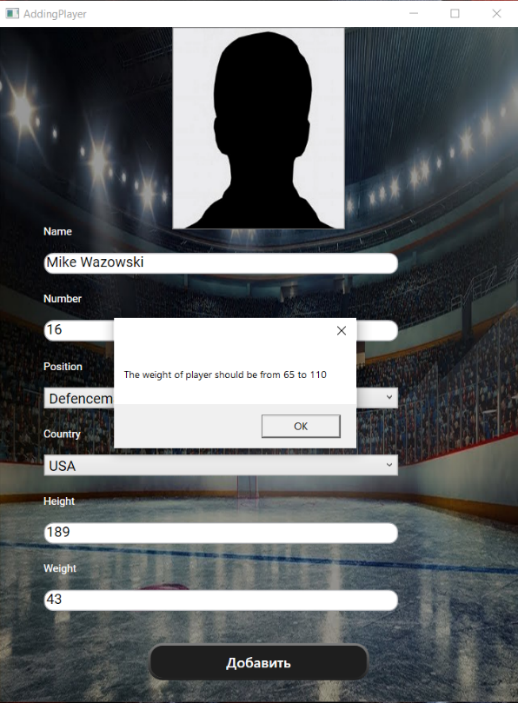 AddingPlayer
Name
Mike Wazowski
Number
16
The weight of player should be from 65 to 110
OK
Position
Defencem
Country
USA
Height
189
Weight
43
Добавить